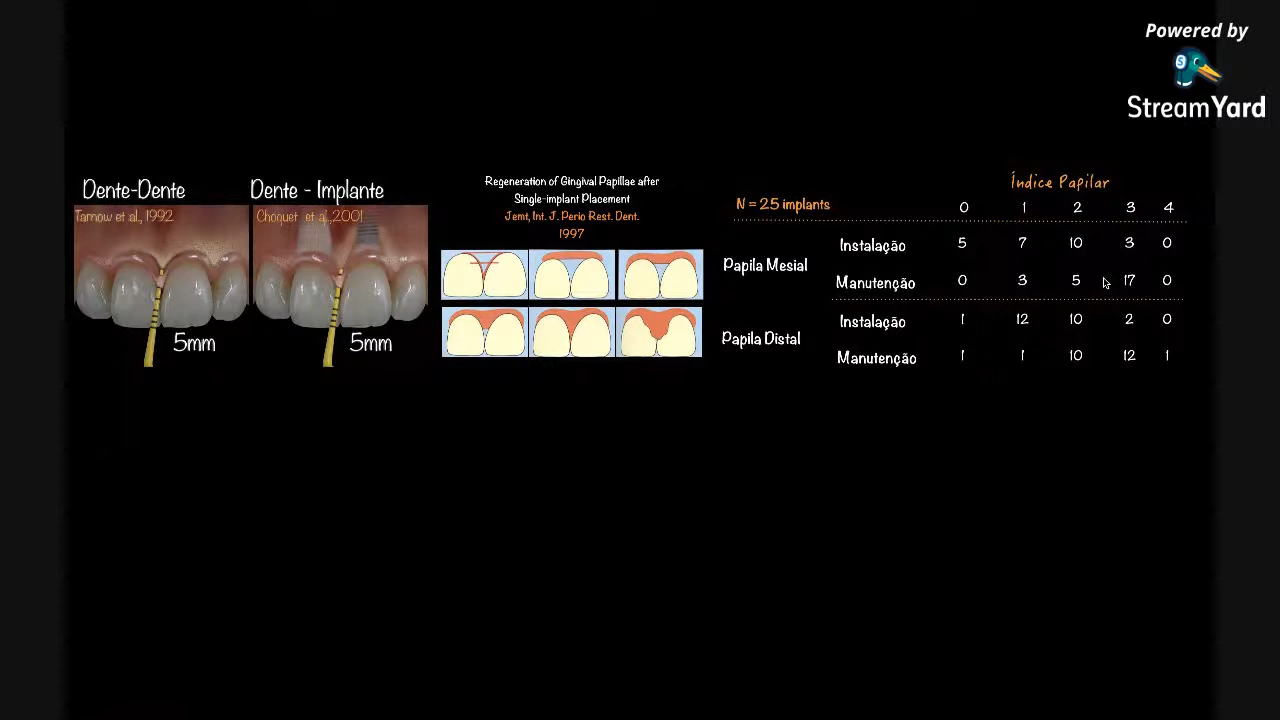 Powered by
StreamYard
Dente-Dente
Tarnow et al., 1992
5mm
Dente - Implante
Choquet et al.,2001
5mm
Regeneration of Gingival Papillae after
Single-implant Placement
Jemt, Int. J. Perio Rest. Dent.
1997
N = 25 implants
Índice Papilar
0 1 2 3 4
Papila Mesial
Instalação 5 7 10 3 0
Manutenção 0 3 5 17 0
Papila Distal
Instalação 1 12 10 2 0
Manutenção 1 1 10 12 1